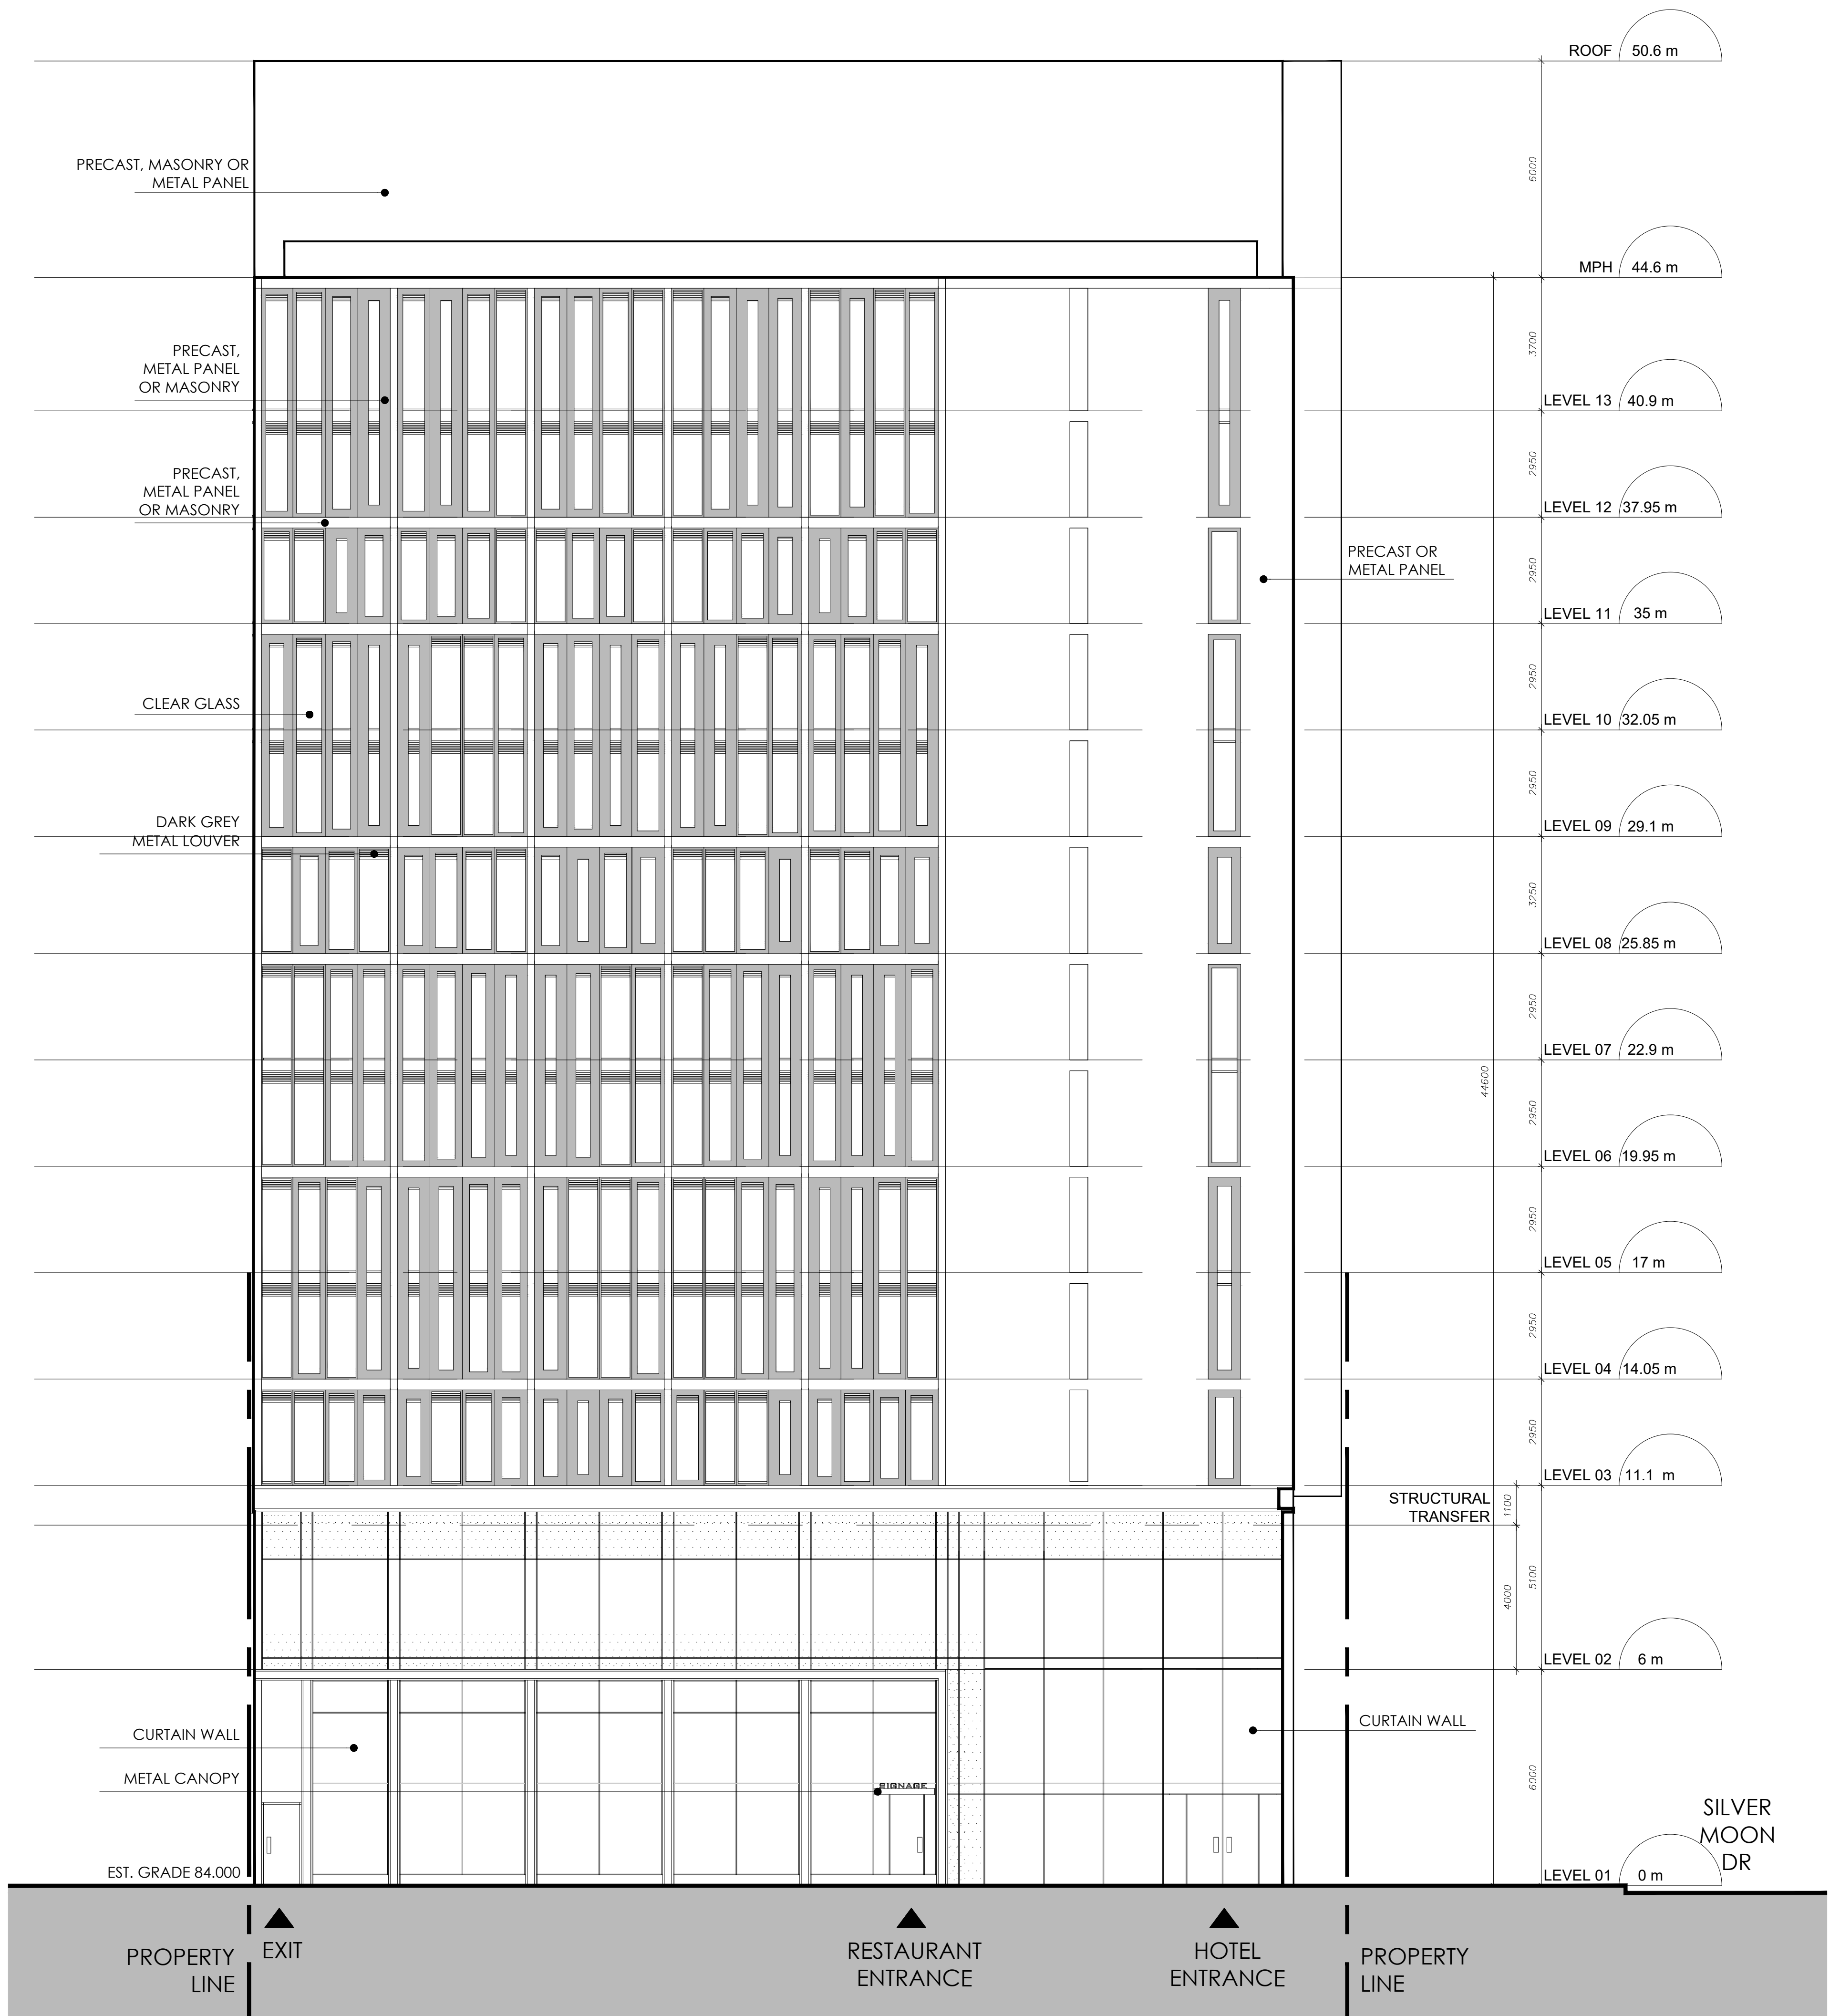 ROOF 50.6 m
6000
PRECAST, MASONRY OR
METAL PANEL
MPH 44.6 m
3700
PRECAST,
METAL PANEL
OR MASONRY
LEVEL 13 40.9 m
2950
PRECAST,
METAL PANEL
OR MASONRY
LEVEL 12 37.95 m
2950
PRECAST OR
METAL PANEL
LEVEL 11 35 m
2950
CLEAR GLASS
LEVEL 10 32.05 m
2950
DARK GREY
METAL LOUVER
LEVEL 09 29.1 m
3250
LEVEL 08 25.85 m
2950
LEVEL 07 22.9 m
44600
2950
LEVEL 06 19.95 m
2950
LEVEL 05 17 m
2950
LEVEL 04 14.05 m
2950
LEVEL 03 11.1 m
STRUCTURAL
TRANSFER
1100
5100
4000
LEVEL 02 6 m
CURTAIN WALL
CURTAIN WALL
METAL CANOPY
SIGNAGE
6000
SILVER
MOON
DR
EST. GRADE 84.000
LEVEL 01 0 m
PROPERTY
LINE
EXIT
RESTAURANT
ENTRANCE
HOTEL
ENTRANCE
PROPERTY
LINE